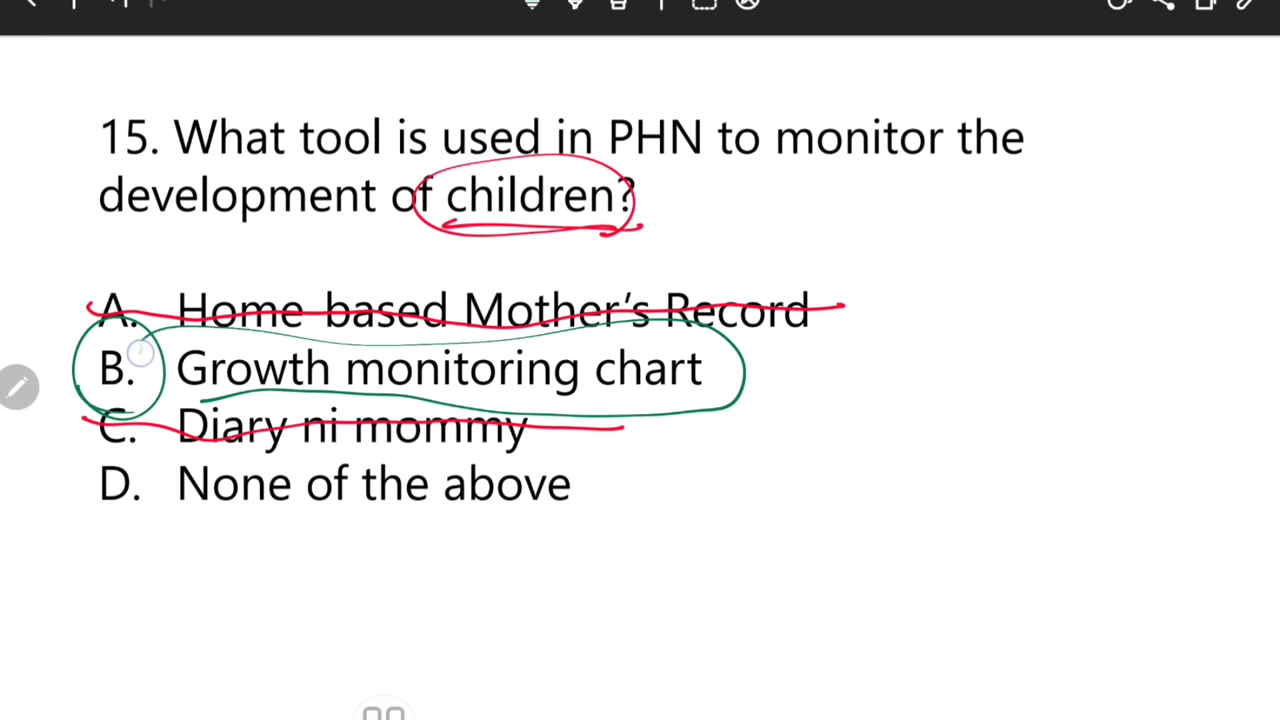 15. What tool is used in PHN to monitor the
development of children?
A. Home based Mother's Record
B. Growth monitoring chart
C. Diary ni mommy
D. None of the above